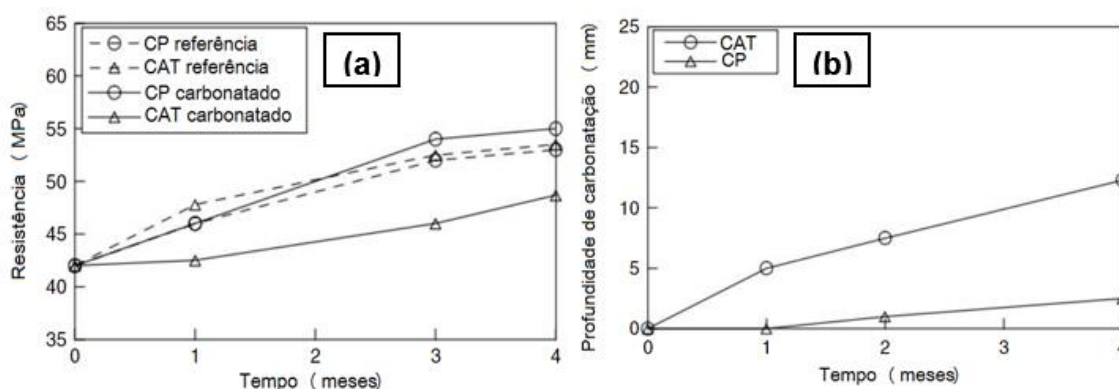 Resistência ( MPa)
65
60
55
50
45
40
35
CP referência
CAT referência
CP carbonatado
CAT carbonatado
(a)
0 1 2 3 4
Tempo ( meses)
Profundidade de carbonatação ( mm)
25
20
15
10
5
0
CAT
CP
(b)
0 1 2 3 4
Tempo ( meses)